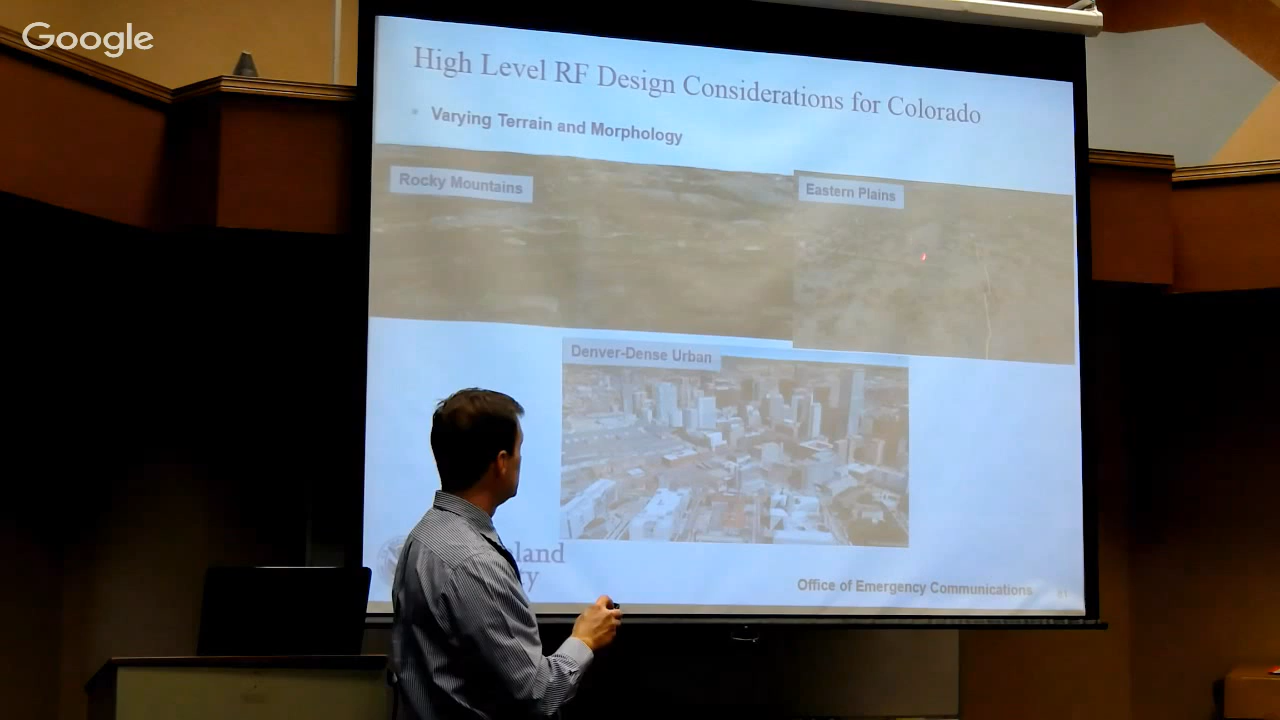 Google
High Level RF Design Considerations for Colorado
Varying Terrain and Morphology
Rocky Mountains
Eastern Plains
Denver-Dense Urban
Office of Emergency Communications